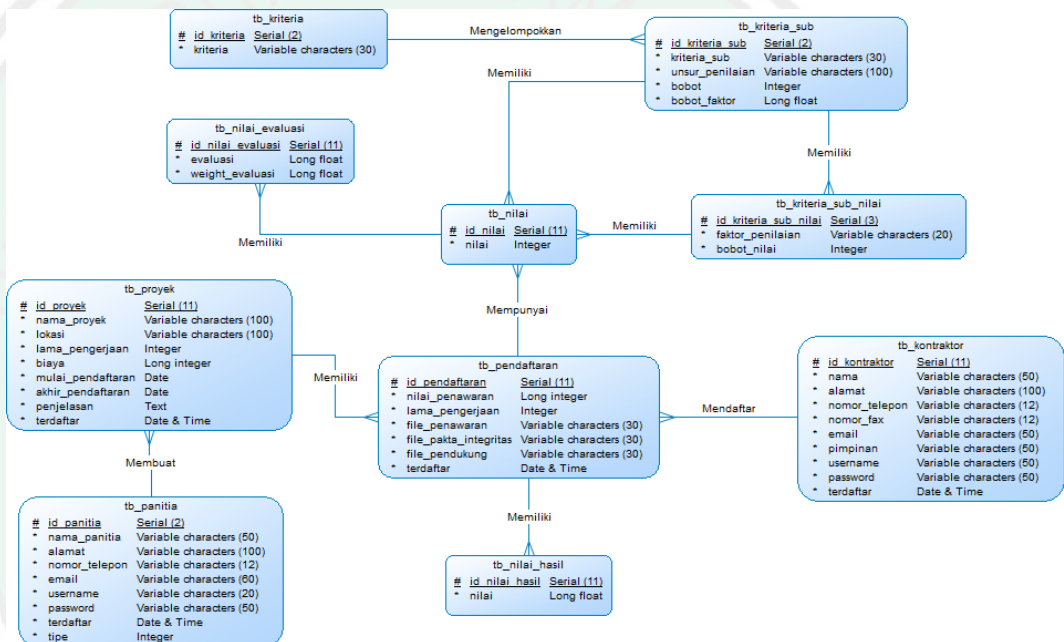 tb_kriteria
# id_kriteria Serial (2)
* kriteria Variable characters (30)
Mengelompokkan
tb_kriteria_sub
# id_kriteria_sub Serial (2)
* kriteria_sub Variable characters (30)
* unsur_penilaian Variable characters (100)
* bobot Integer
* bobot_faktor Long float
Memiliki
tb_nilai_evaluasi
# id_nilai_evaluasi Serial (11)
* evaluasi Long float
* weight_evaluasi Long float
Memiliki
tb_kriteria_sub_nilai
# id_kriteria_sub_nilai Serial (3)
* faktor_penilaian Variable characters (20)
* bobot_nilai Integer
tb_nilai
# id_nilai Serial (11)
* nilai Integer
Memiliki
Memiliki
tb_proyek
# id_proyek Serial (11)
* nama_proyek Variable characters (100)
* lokasi Variable characters (100)
* lama_pengerjaan Integer
* biaya Long integer
* mulai_pendaftaran Date
* akhir_pendaftaran Date
* penjelasan Text
* terdaftar Date & Time
Mempunyai
Memiliki
tb_pendaftaran
# id_pendaftaran Serial (11)
* nilai_penawaran Long integer
* lama_pengerjaan Integer
* file_penawaran Variable characters (30)
* file_pakta_integritas Variable characters (30)
* file_pendukung Variable characters (30)
* terdaftar Date & Time
Mendaftar
tb_kontraktor
# id_kontraktor Serial (11)
* nama Variable characters (50)
* alamat Variable characters (100)
* nomor_telepon Variable characters (12)
* nomor_fax Variable characters (12)
* email Variable characters (50)
* pimpinan Variable characters (50)
* username Variable characters (50)
* password Variable characters (50)
* terdaftar Date & Time
Membuat
tb_panitia
# id_panitia Serial (2)
* nama_panitia Variable characters (50)
* alamat Variable characters (100)
* nomor_telepon Variable characters (12)
* email Variable characters (60)
* username Variable characters (20)
* password Variable characters (50)
* terdaftar Date & Time
* tipe Integer
Memiliki
tb_nilai_hasil
# id_nilai_hasil Serial (11)
* nilai Long float